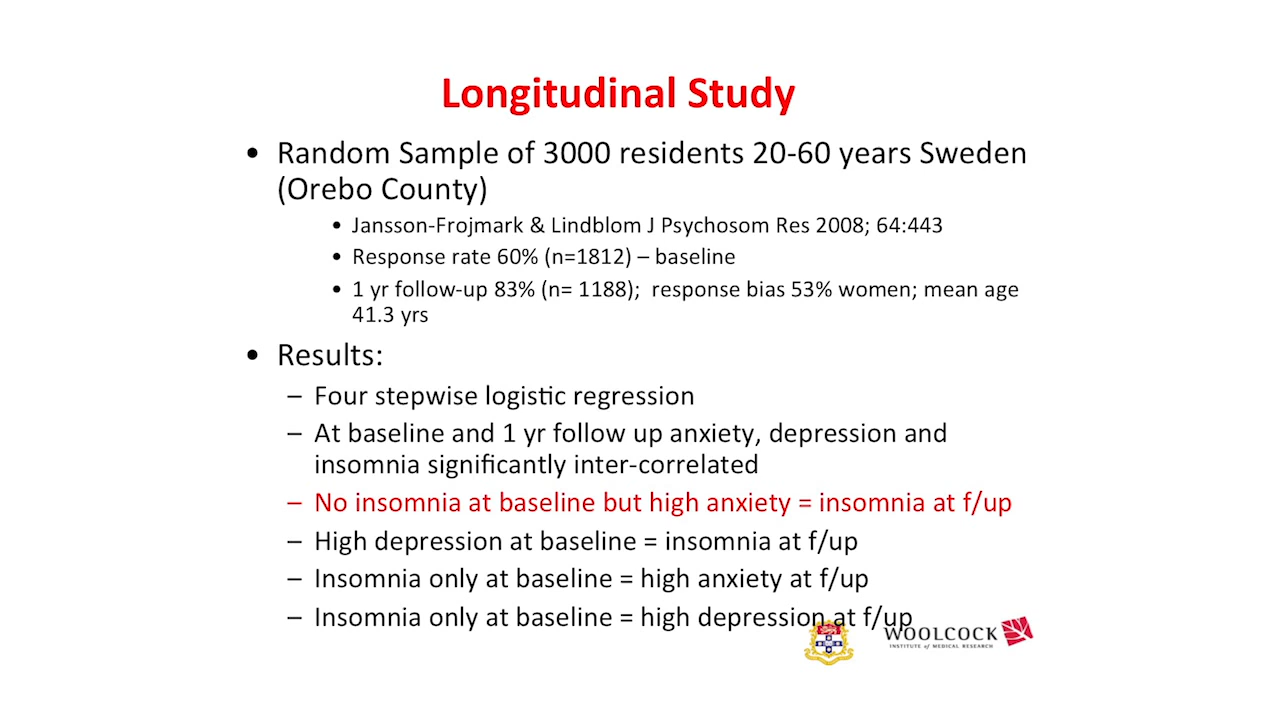 Longitudinal Study
• Random Sample of 3000 residents 20-60 years Sweden
(Orebo County)
• Jansson-Frojmark & Lindblom J Psychosom Res 2008; 64:443
• Response rate 60% (n=1812) – baseline
• 1 yr follow-up 83% (n= 1188); response bias 53% women; mean age
41.3 yrs
• Results:
– Four stepwise logistic regression
– At baseline and 1 yr follow up anxiety, depression and
insomnia significantly inter-correlated
– No insomnia at baseline but high anxiety = insomnia at f/up
– High depression at baseline = insomnia at f/up
– Insomnia only at baseline = high anxiety at f/up
– Insomnia only at baseline = high depression at f/up
WOOLCOCK
INSTITUTE of MEDICAL RESEARCH